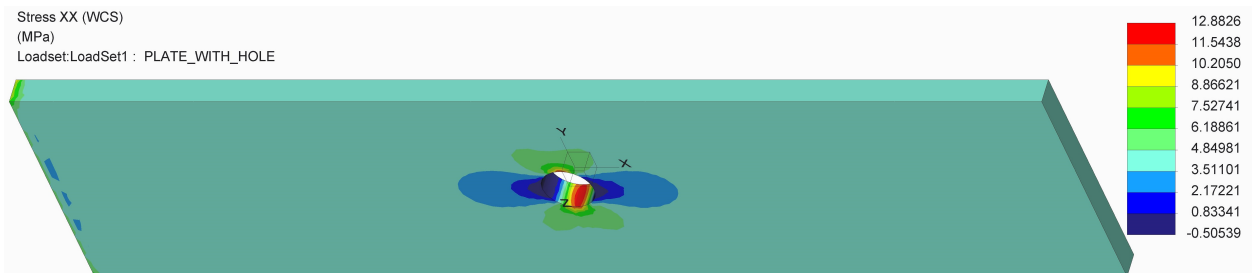 Stress XX (WCS)
(MPa)
Loadset:LoadSet1 : PLATE_WITH_HOLE
12.8826
11.5438
10.2050
8.86621
7.52741
6.18861
4.84981
3.51101
2.17221
0.83341
-0.50539
Y
X
Z